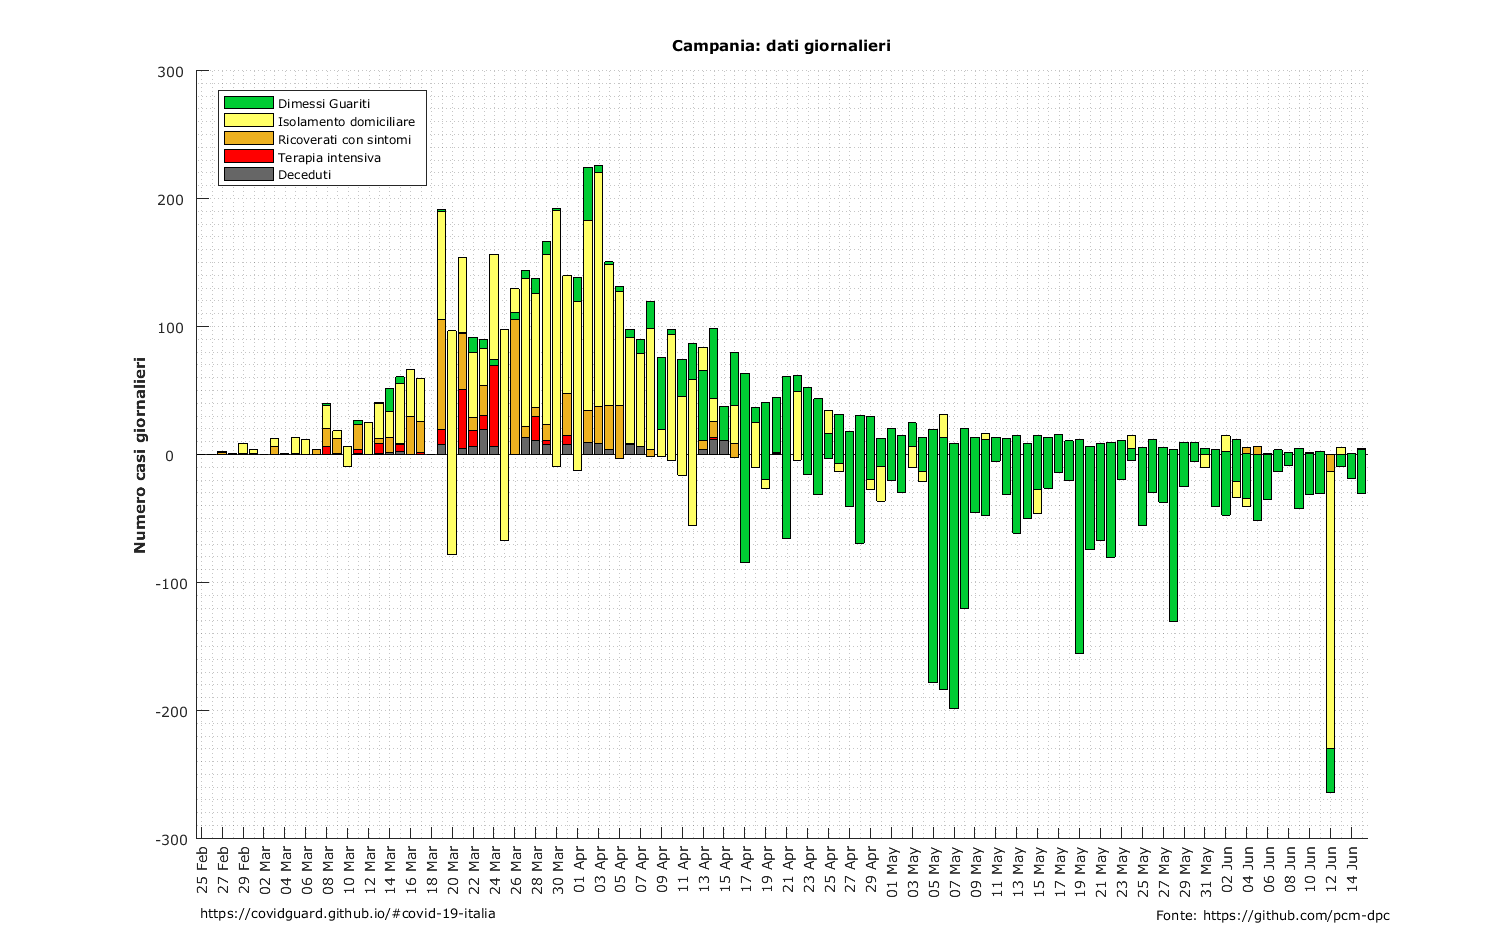 Campania: dati giornalieri
300
200
100
0
-100
-200
-300
Numero casi giornalieri
Dimessi Guariti
Isolamento domiciliare
Ricoverati con sintomi
Terapia intensiva
Deceduti
25 Feb
27 Feb
29 Feb
02 Mar
04 Mar
06 Mar
08 Mar
10 Mar
12 Mar
14 Mar
16 Mar
18 Mar
20 Mar
22 Mar
24 Mar
26 Mar
28 Mar
30 Mar
01 Apr
03 Apr
05 Apr
07 Apr
09 Apr
11 Apr
13 Apr
15 Apr
17 Apr
19 Apr
21 Apr
23 Apr
25 Apr
27 Apr
29 Apr
01 May
03 May
05 May
07 May
09 May
11 May
13 May
15 May
17 May
19 May
21 May
23 May
25 May
27 May
29 May
31 May
02 Jun
04 Jun
06 Jun
08 Jun
10 Jun
12 Jun
14 Jun
https://covidguard.github.io/#covid-19-italia
Fonte: https://github.com/pcm-dpc